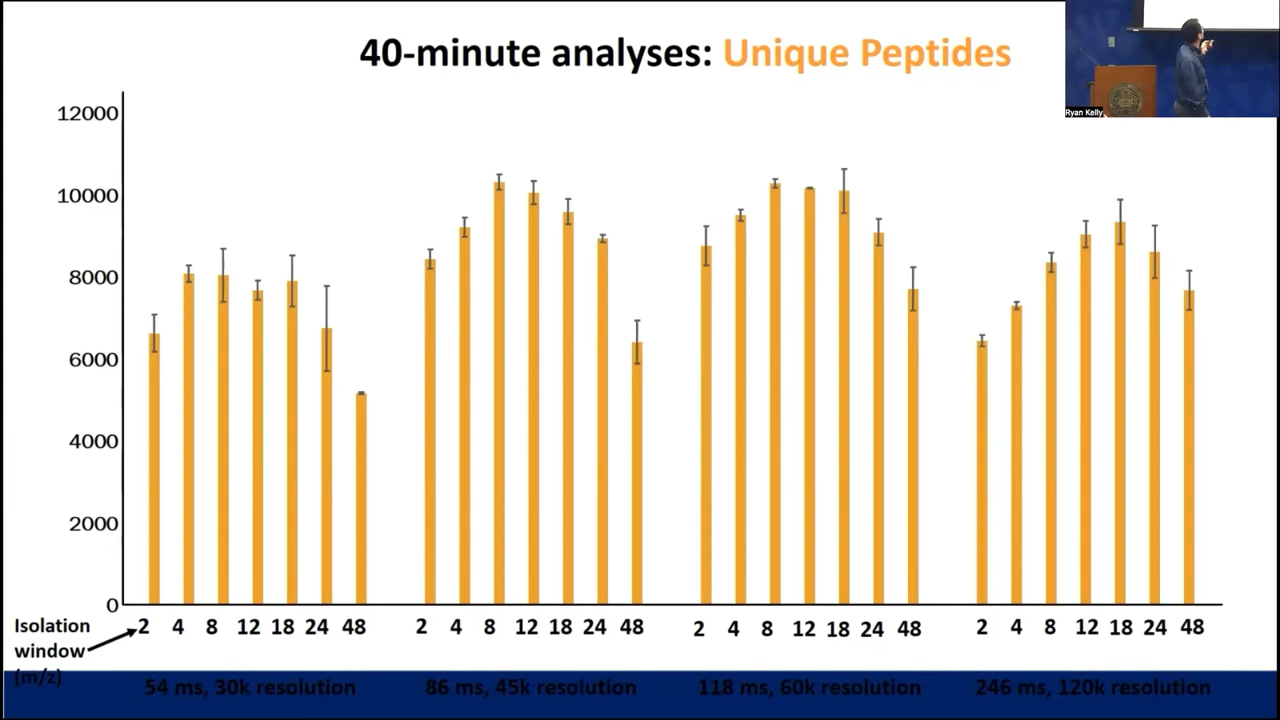 40-minute analyses: Unique Peptides
Ryan Kelly
12000
10000
8000
6000
4000
2000
0
Isolation
window
(m/z)
2 4 8 12 18 24 48
2 4 8 12 18 24 48
2 4 8 12 18 24 48
2 4 8 12 18 24 48
54 ms, 30k resolution
86 ms, 45k resolution
118 ms, 60k resolution
246 ms, 120k resolution